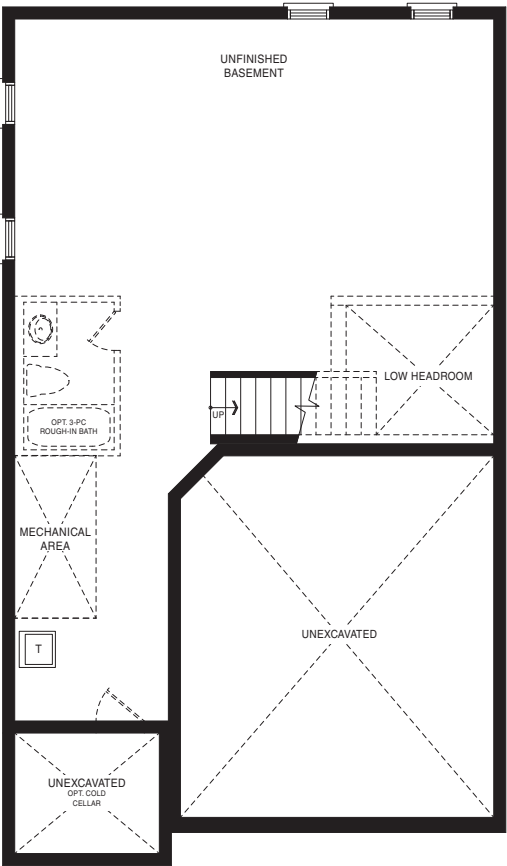 UNFINISHED
BASEMENT
LOW HEADROOM
UP
OPT. 3-PC
ROUGH-IN BATH
MECHANICAL
AREA
UNEXCAVATED
T
UNEXCAVATED
OPT. COLD
CELLAR